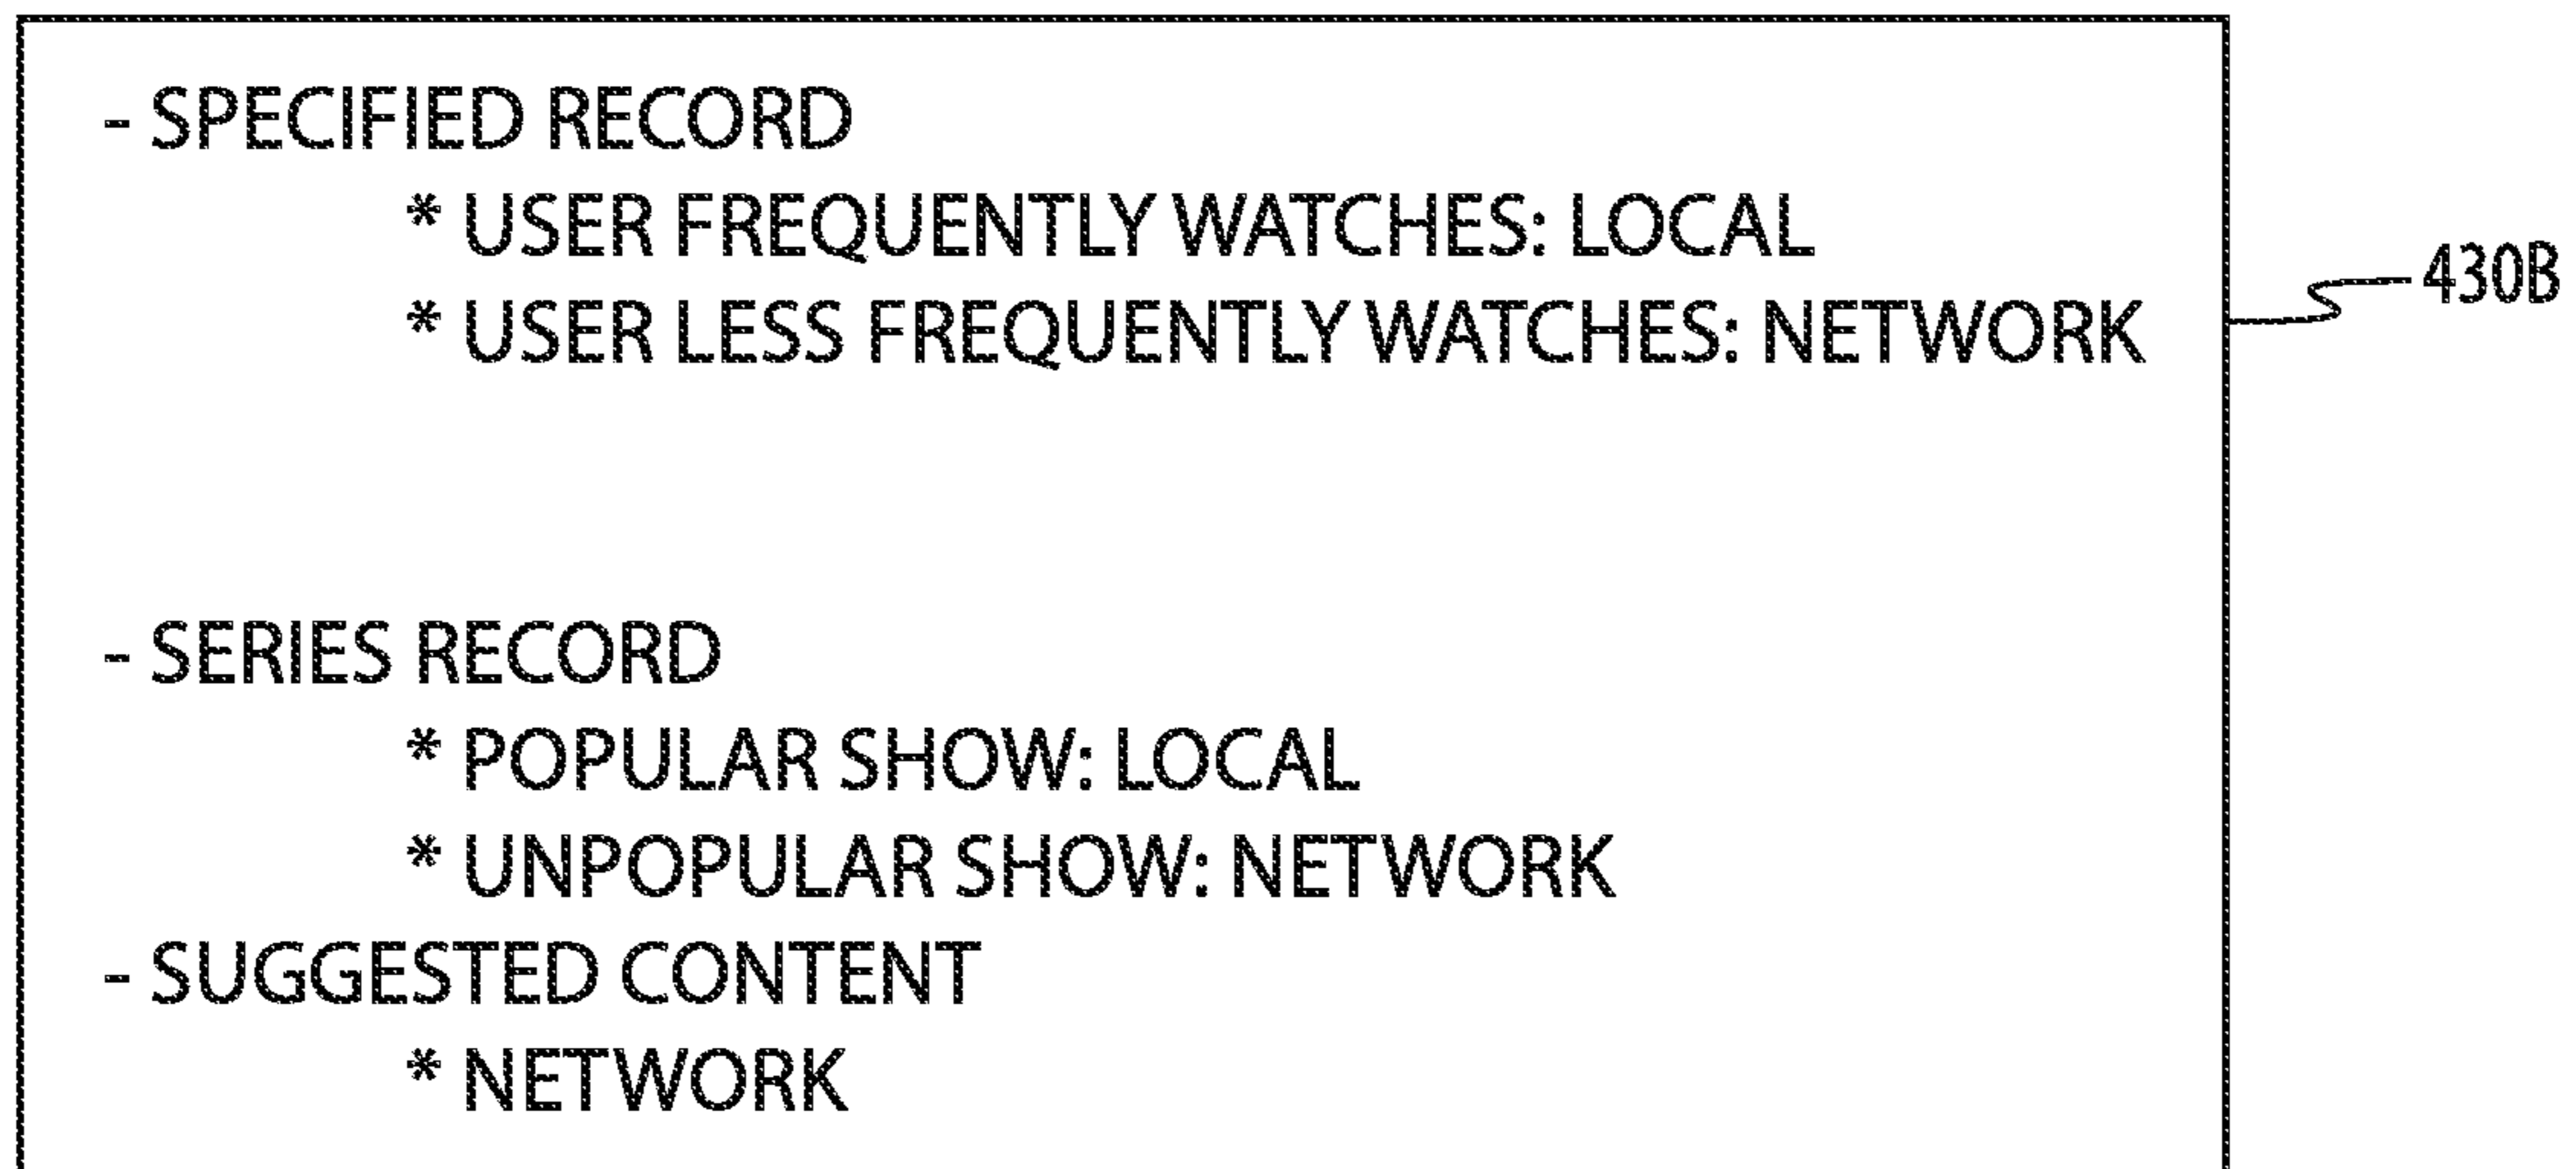 - SPECIFIED RECORD
* USER FREQUENTLY WATCHES: LOCAL
* USER LESS FREQUENTLY WATCHES: NETWORK
430B
- SERIES RECORD
* POPULAR SHOW: LOCAL
* UNPOPULAR SHOW: NETWORK
- SUGGESTED CONTENT
* NETWORK